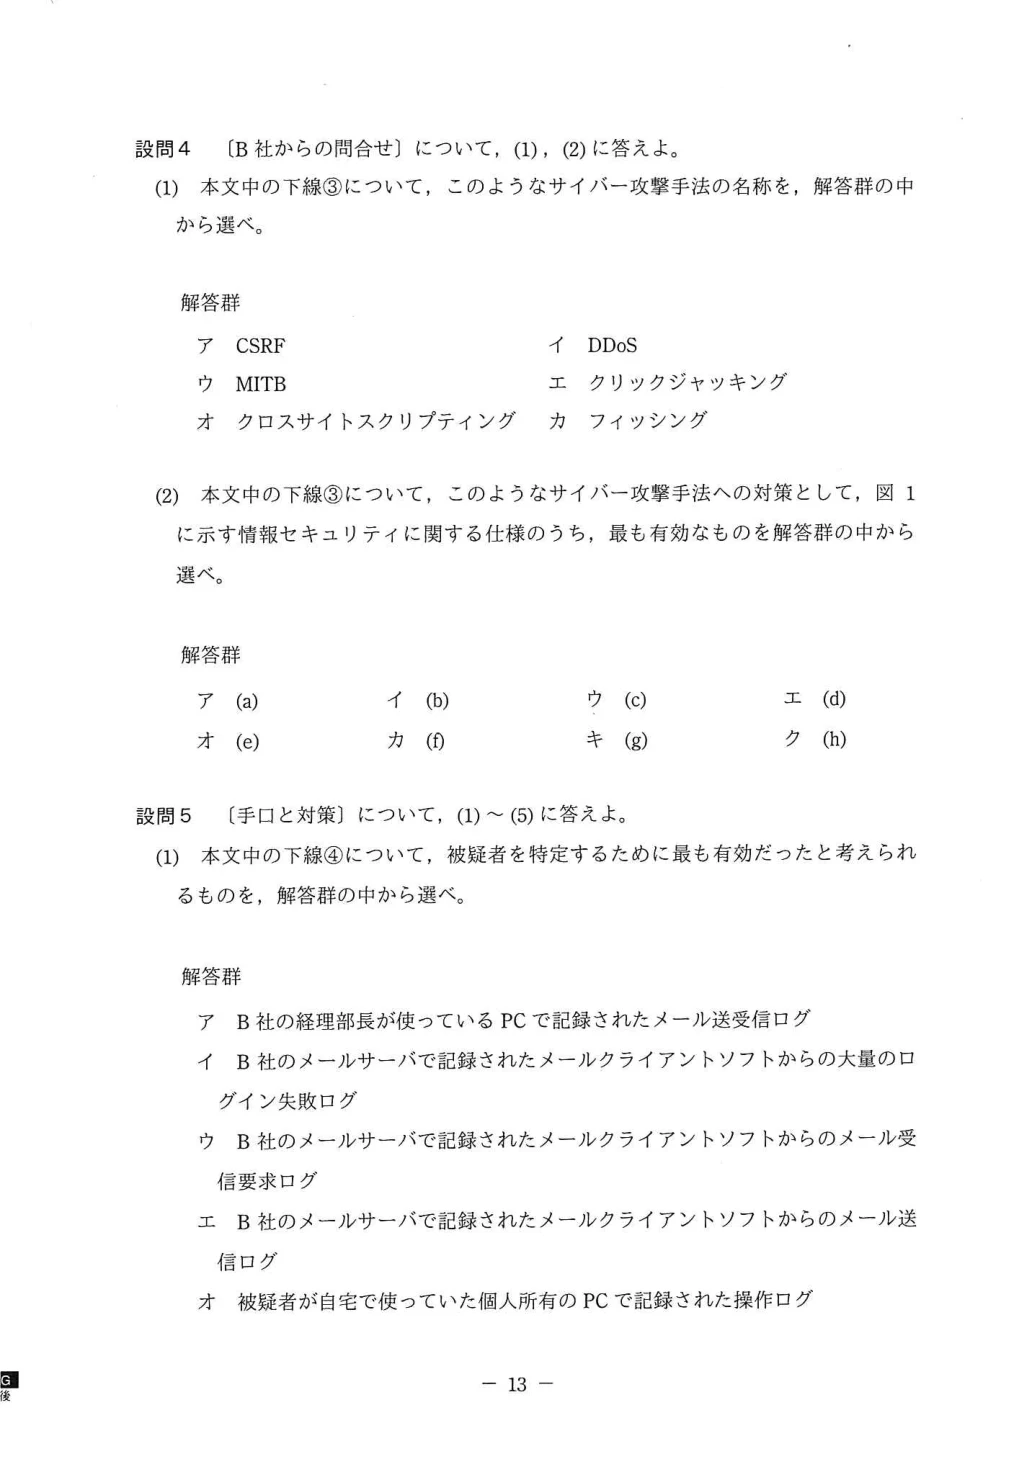 設問4 〔B 社からの問合せ〕について，(1)，(2)に答えよ。
(1) 本文中の下線③について，このようなサイバー攻撃手法の名称を，解答群の中
から選べ。
解答群
ア CSRF イ DDoS
ウ MITB エ クリックジャッキング
オ クロスサイトスクリプティング カ フィッシング
(2) 本文中の下線③について，このようなサイバー攻撃手法への対策として，図 1
に示す情報セキュリティに関する仕様のうち，最も有効なものを解答群の中から
選べ。
解答群
ア (a) イ (b) ウ (c) エ (d)
オ (e) カ (f) キ (g) ク (h)
設問5 〔手口と対策〕について，(1)～(5)に答えよ。
(1) 本文中の下線④について，被疑者を特定するために最も有効だったと考えられ
るものを，解答群の中から選べ。
解答群
ア B 社の経理部長が使っている PC で記録されたメール送受信ログ
イ B 社のメールサーバで記録されたメールクライアントソフトからの大量のロ
グイン失敗ログ
ウ B 社のメールサーバで記録されたメールクライアントソフトからのメール受
信要求ログ
エ B 社のメールサーバで記録されたメールクライアントソフトからのメール送
信ログ
オ 被疑者が自宅で使っていた個人所有の PC で記録された操作ログ
－ 13 －
G
後